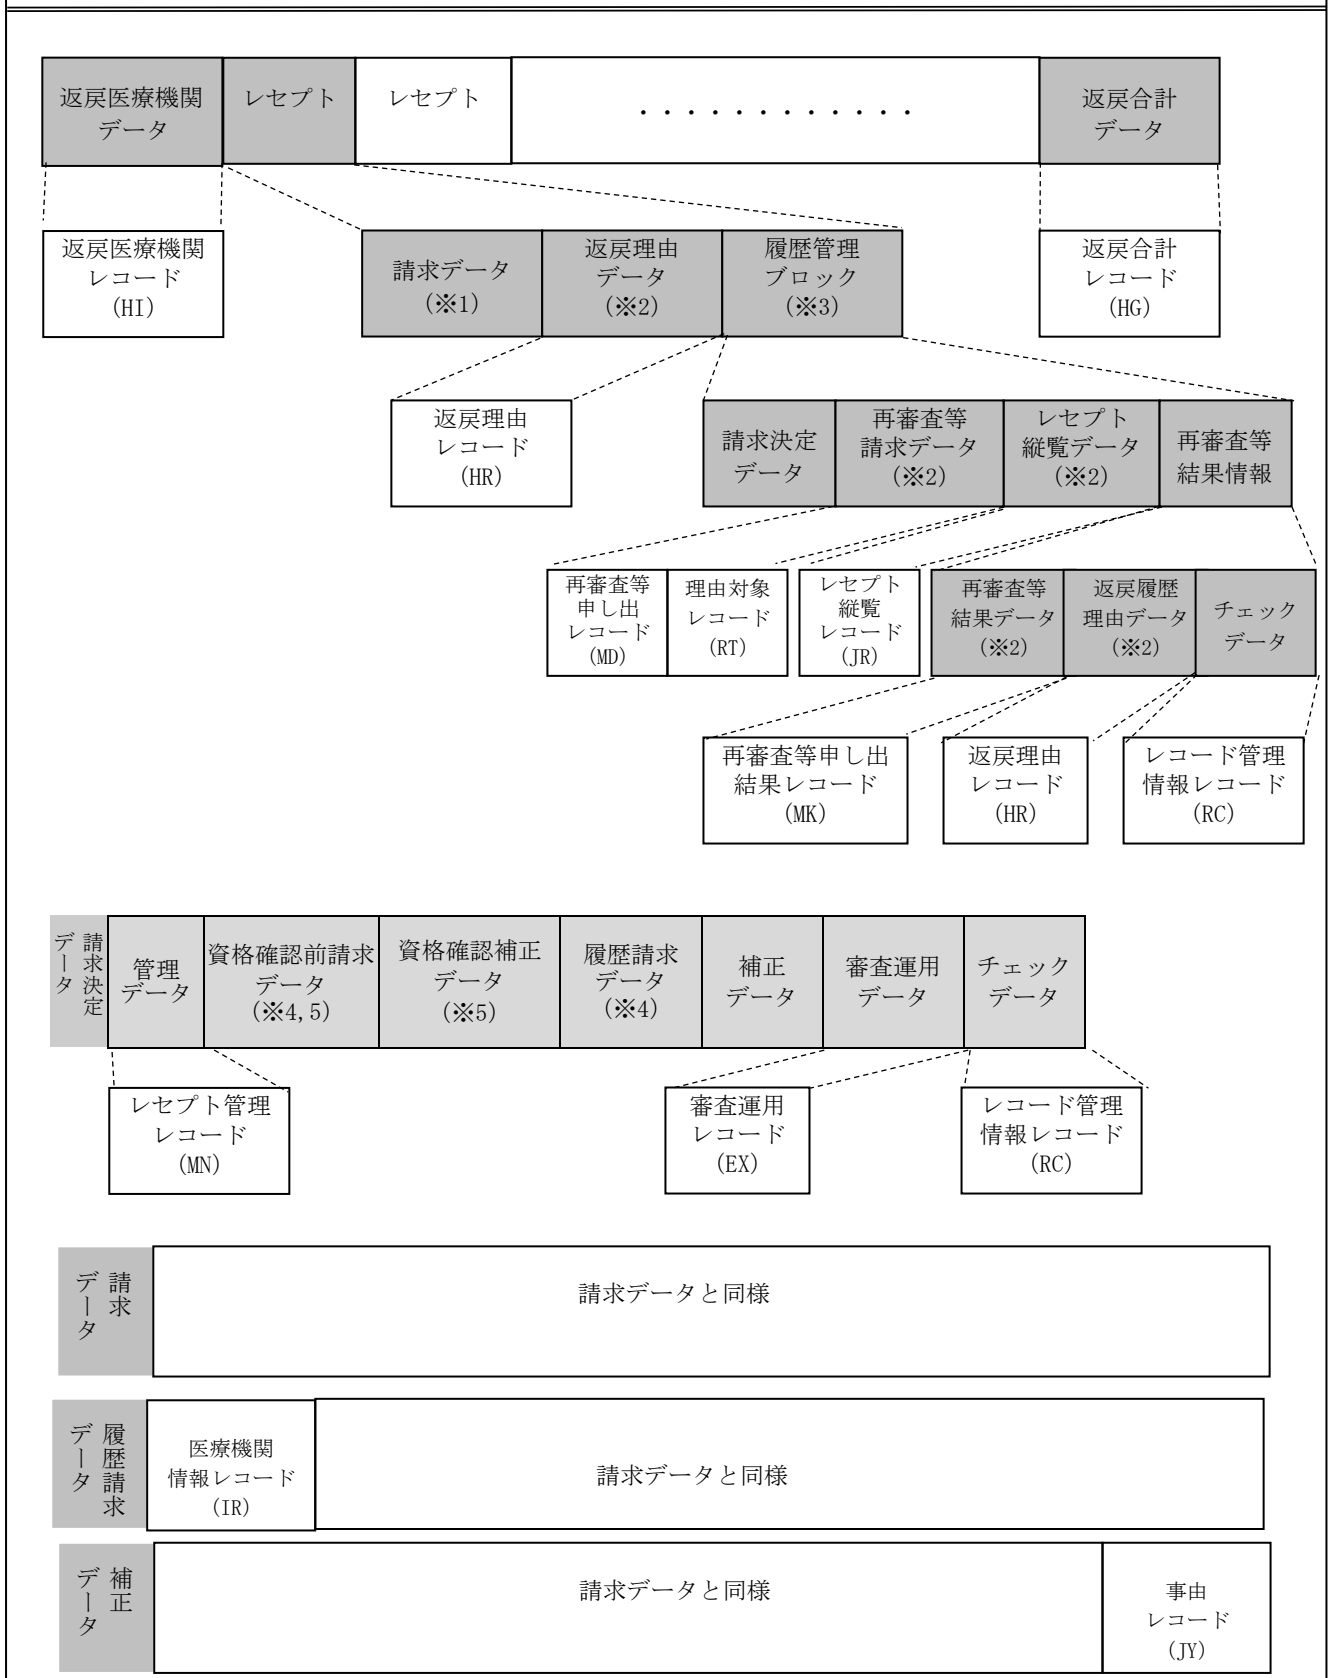 返戻医療機関
データ
レセプト
レセプト
・・・・・・・・・・・・
返戻合計
データ
返戻医療機関
レコード
(HI)
請求データ
(※1)
返戻理由
データ
(※2)
履歴管理
ブロック
(※3)
返戻合計
レコード
(HG)
返戻理由
レコード
(HR)
請求決定
データ
再審査等
請求データ
(※2)
レセプト
縦覧データ
(※2)
再審査等
結果情報
再審査等
申し出
レコード
(MD)
理由対象
レコード
(RT)
レセプト
縦覧
レコード
(JR)
再審査等
結果データ
(※2)
返戻履歴
理由データ
(※2)
チェック
データ
再審査等申し出
結果レコード
(MK)
返戻理由
レコード
(HR)
レコード管理
情報レコード
(RC)
請求決定
データ
管理
データ
資格確認前請求
データ
(※4,5)
資格確認補正
データ
(※5)
履歴請求
データ
(※4)
補正
データ
審査運用
データ
チェック
データ
レセプト管理
レコード
(MN)
審査運用
レコード
(EX)
レコード管理
情報レコード
(RC)
請求
データ
請求データと同様
履歴請求
データ
医療機関
情報レコード
(IR)
請求データと同様
補正
データ
請求データと同様
事由
レコード
(JY)